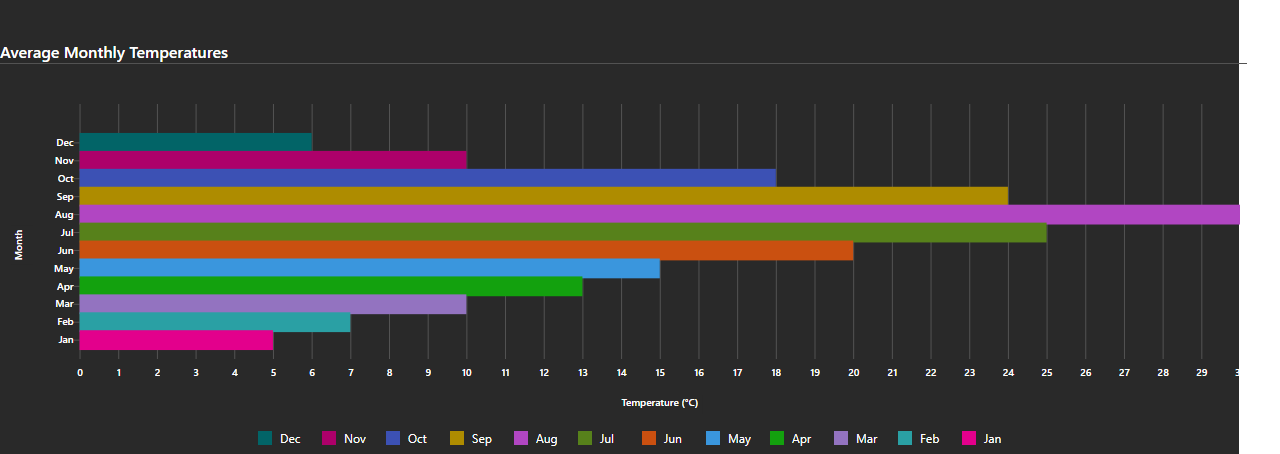 Average Monthly Temperatures
Dec
Nov
Oct
Sep
Aug
Jul
Jun
May
Apr
Mar
Feb
Jan
Month
0 1 2 3 4 5 6 7 8 9 10 11 12 13 14 15 16 17 18 19 20 21 22 23 24 25 26 27 28 29
Temperature (°C)
Dec Nov Oct Sep Aug Jul Jun May Apr Mar Feb Jan